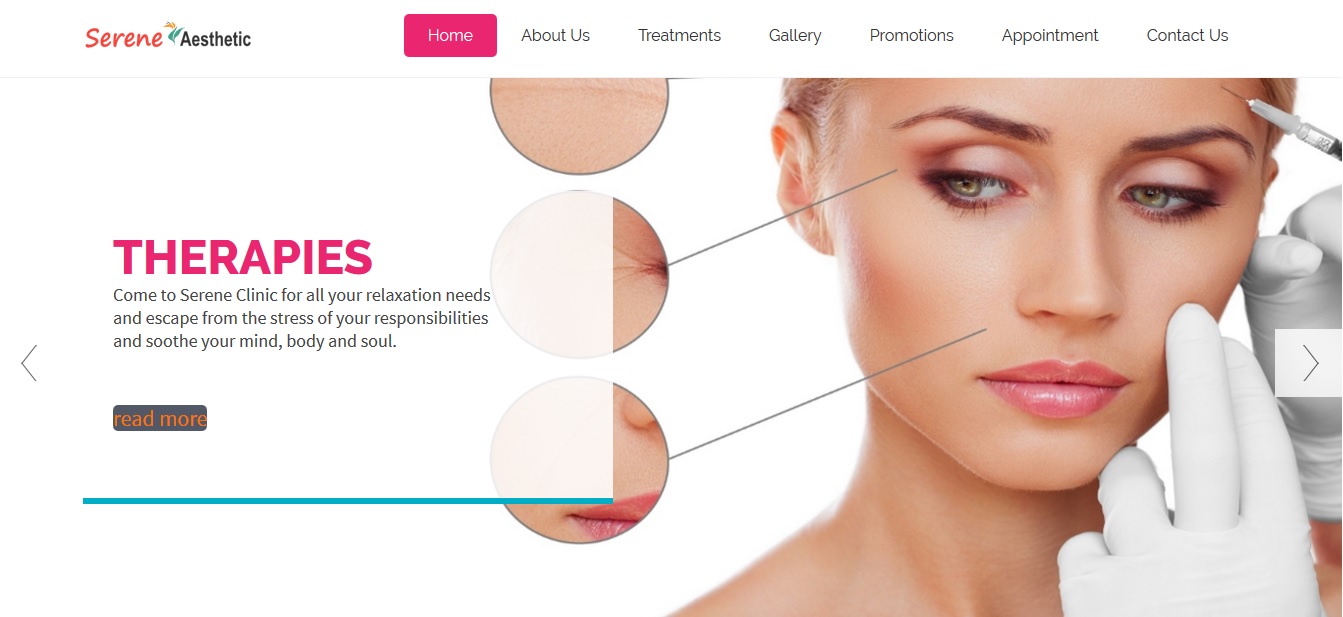 Serene Aesthetic
Home About Us Treatments Gallery Promotions Appointment Contact Us
THERAPIES
Come to Serene Clinic for all your relaxation needs
and escape from the stress of your responsibilities
and soothe your mind, body and soul.
read more